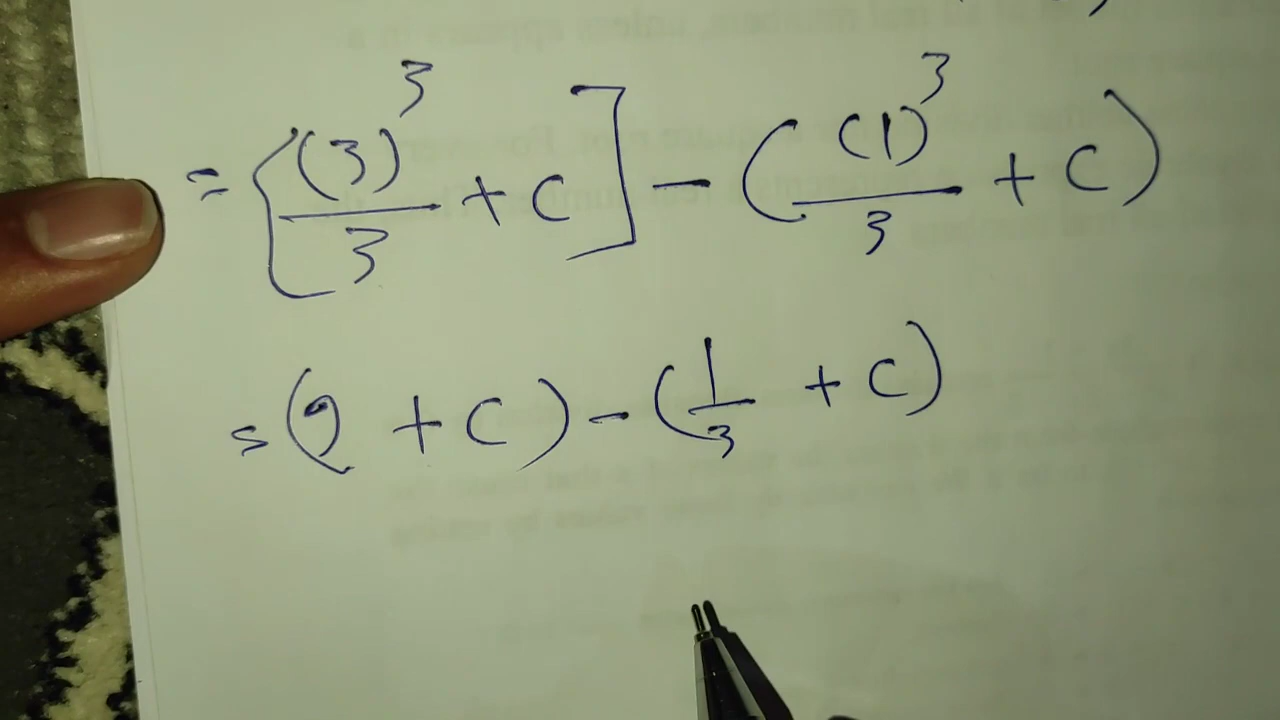 = [(3)³/3 + C] - ((1)³/3 + C)
= (9 + C) - (1/3 + C)